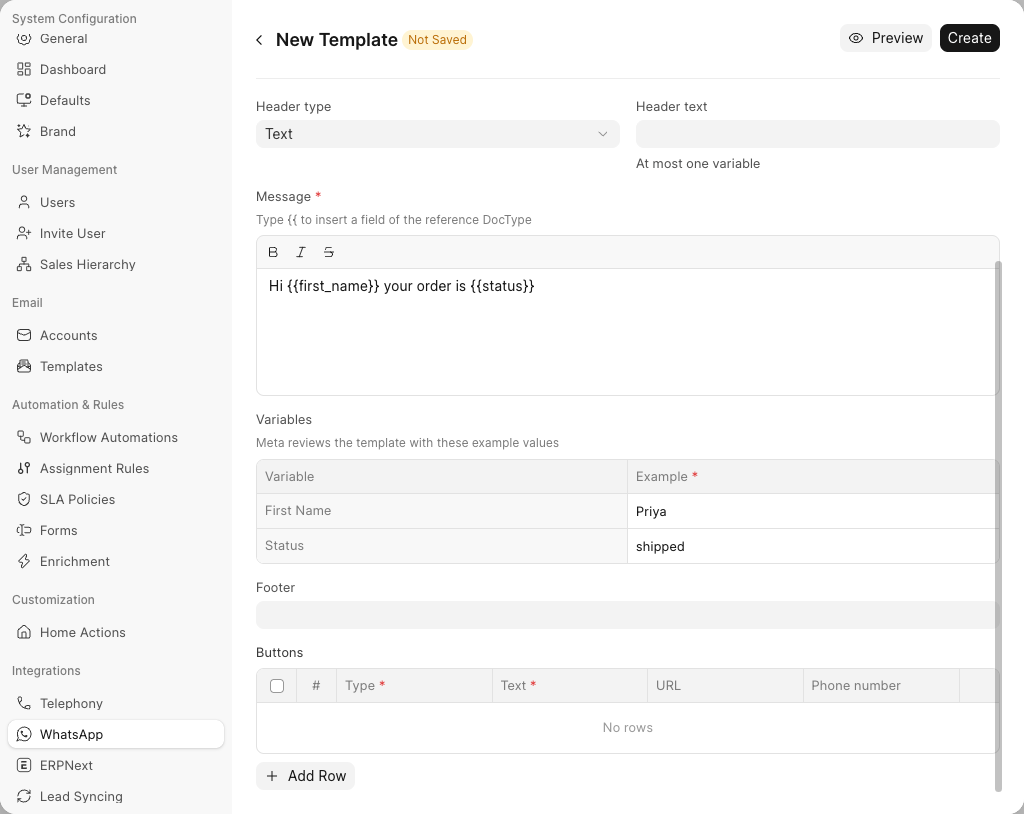 System Configuration
General
Dashboard
Defaults
Brand
User Management
Users
Invite User
Sales Hierarchy
Email
Accounts
Templates
Automation & Rules
Workflow Automations
Assignment Rules
SLA Policies
Forms
Enrichment
Customization
Home Actions
Integrations
Telephony
WhatsApp
ERPNext
Lead Syncing
New Template Not Saved
Preview Create
Header type Header text
Text
At most one variable
Message *
Type {{ to insert a field of the reference DocType
B I S
Hi {{first_name}} your order is {{status}}
Variables
Meta reviews the template with these example values
Variable Example *
First Name Priya
Status shipped
Footer
Buttons
# Type * Text * URL Phone number
No rows
+ Add Row